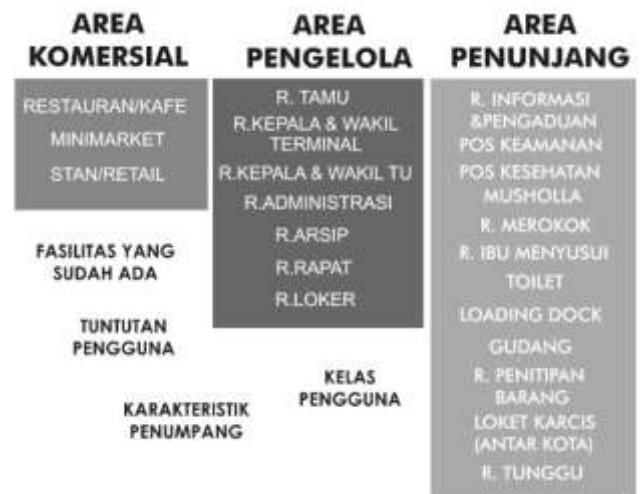 AREA
KOMERSIAL
RESTAURAN/KAFE
MINIMARKET
STAN/RETAIL
AREA
PENGELOLA
R. TAMU
R.KEPALA & WAKIL
TERMINAL
R.KEPALA & WAKIL TU
R.ADMINISTRASI
R.ARSIP
R.RAPAT
R.LOKER
AREA
PENUNJANG
R. INFORMASI
&PENGADUAN
POS KEAMANAN
POS KESEHATAN
MUSHOLLA
R. MEROKOK
R. IBU MENYUSUI
TOILET
LOADING DOCK
GUDANG
R. PENITIPAN
BARANG
LOKET KARCIS
(ANTAR KOTA)
R. TUNGGU
FASILITAS YANG
SUDAH ADA
TUNTUTAN
PENGGUNA
KARAKTERISTIK
PENUMPANG
KELAS
PENGGUNA